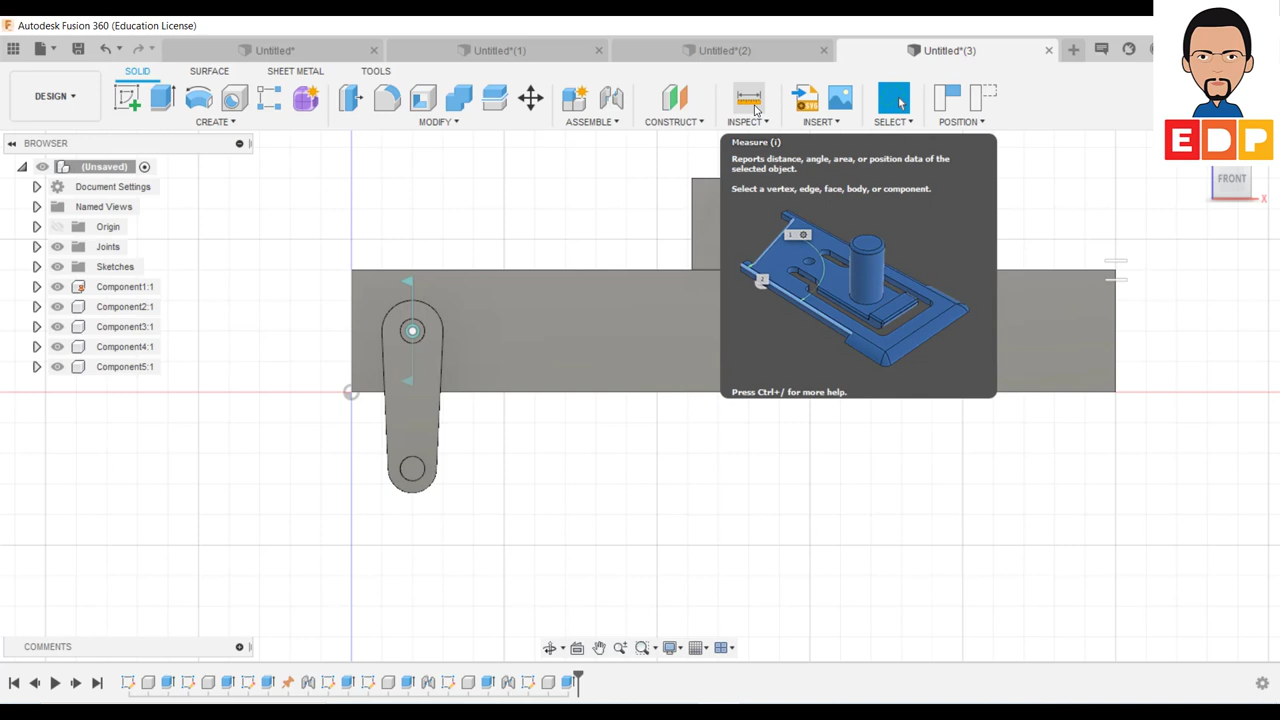 Autodesk Fusion 360 (Education License)
Untitled*
Untitled*(1)
Untitled*(2)
Untitled*(3)
SOLID
SURFACE
SHEET METAL
TOOLS
DESIGN
CREATE
MODIFY
ASSEMBLE
CONSTRUCT
INSPECT
INSERT
SELECT
POSITION
EDP
BROWSER
(Unsaved)
Document Settings
Named Views
Origin
Joints
Sketches
Component1:1
Component2:1
Component3:1
Component4:1
Component5:1
Measure (i)
Reports distance, angle, area, or position data of the
selected object.
Select a vertex, edge, face, body, or component.
1
2
Press Ctrl+/ for more help.
FRONT
X
COMMENTS